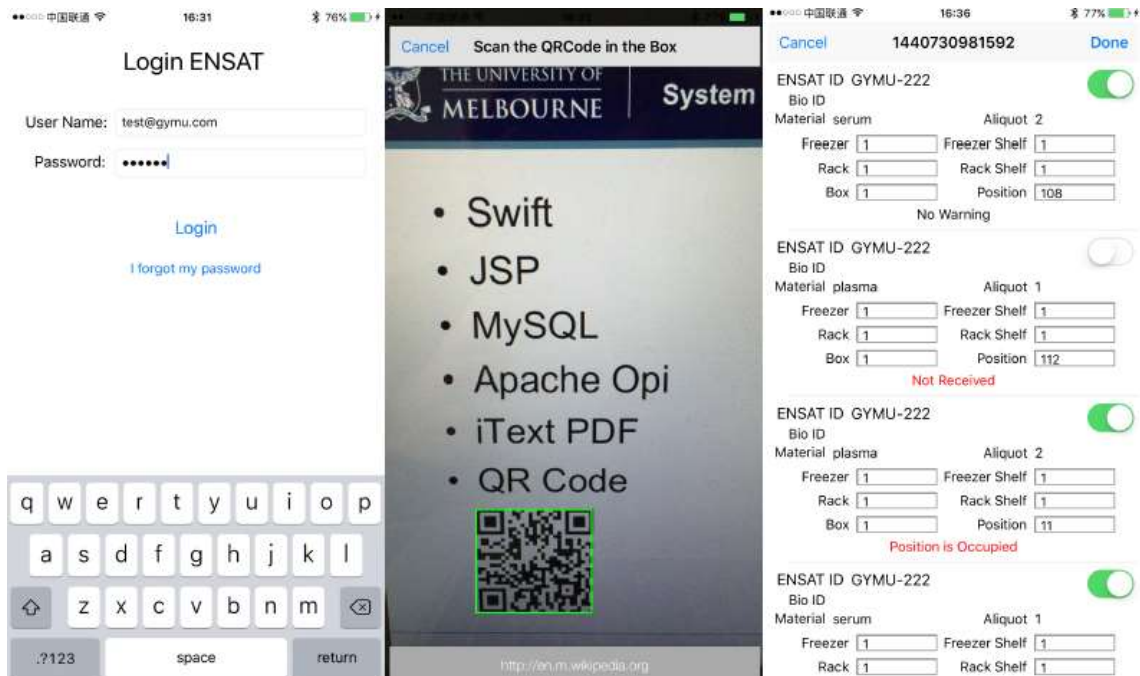 中国联通 16:31 76%
Login ENSAT
User Name: test@gymu.com
Password: ••••••
Login
I forgot my password
q w e r t y u i o p
a s d f g h j k l
z x c v b n m
.?123 space return
Cancel Scan the QRCode in the Box
THE UNIVERSITY OF
MELBOURNE
System
• Swift
• JSP
• MySQL
• Apache Opi
• iText PDF
• QR Code
http://en.m.wikipedia.org
中国联通 16:36 77%
Cancel 1440730981592 Done
ENSAT ID GYMU-222
Bio ID
Material serum Aliquot 2
Freezer 1 Freezer Shelf 1
Rack 1 Rack Shelf 1
Box 1 Position 108
No Warning
ENSAT ID GYMU-222
Bio ID
Material plasma Aliquot 1
Freezer 1 Freezer Shelf 1
Rack 1 Rack Shelf 1
Box 1 Position 112
Not Received
ENSAT ID GYMU-222
Bio ID
Material plasma Aliquot 2
Freezer 1 Freezer Shelf 1
Rack 1 Rack Shelf 1
Box 1 Position 11
Position is Occupied
ENSAT ID GYMU-222
Bio ID
Material serum Aliquot 1
Freezer 1 Freezer Shelf 1
Rack 1 Rack Shelf 1